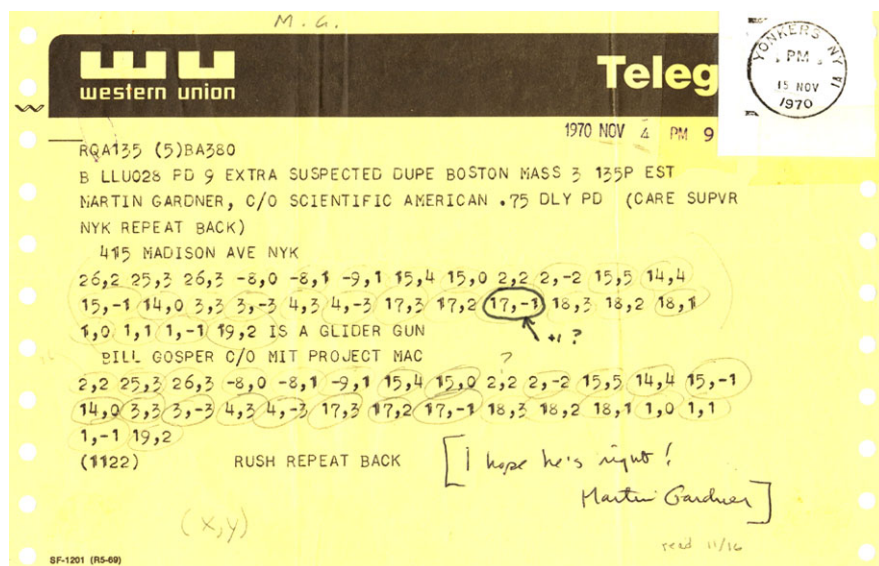 M. G.
western union
Teleg
YONKERS NY
PM
15 NOV
1970
1970 NOV 4 PM 9
RQA135 (5)BA380
B LLU028 PD 9 EXTRA SUSPECTED DUPE BOSTON MASS 3 135P EST
MARTIN GARDNER, C/O SCIENTIFIC AMERICAN .75 DLY PD (CARE SUPVR
NYK REPEAT BACK)
415 MADISON AVE NYK
26,2 25,3 26,3 -8,0 -8,1 -9,1 15,4 15,0 2,2 2,-2 15,5 14,4
15,-1 14,0 3,3 3,-3 4,3 4,-3 17,3 17,2 17,-1 18,3 18,2 18,1
1,0 1,1 1,-1 19,2 IS A GLIDER GUN
+1 ?
BILL GOSPER C/O MIT PROJECT MAC
?
2,2 25,3 26,3 -8,0 -8,1 -9,1 15,4 15,0 2,2 2,-2 15,5 14,4 15,-1
14,0 3,3 3,-3 4,3 4,-3 17,3 17,2 17,-1 18,3 18,2 18,1 1,0 1,1
1,-1 19,2
(1122) RUSH REPEAT BACK [I hope he's right!
Martin Gardner]
(x,y)
read 11/16
SF-1201 (R5-69)